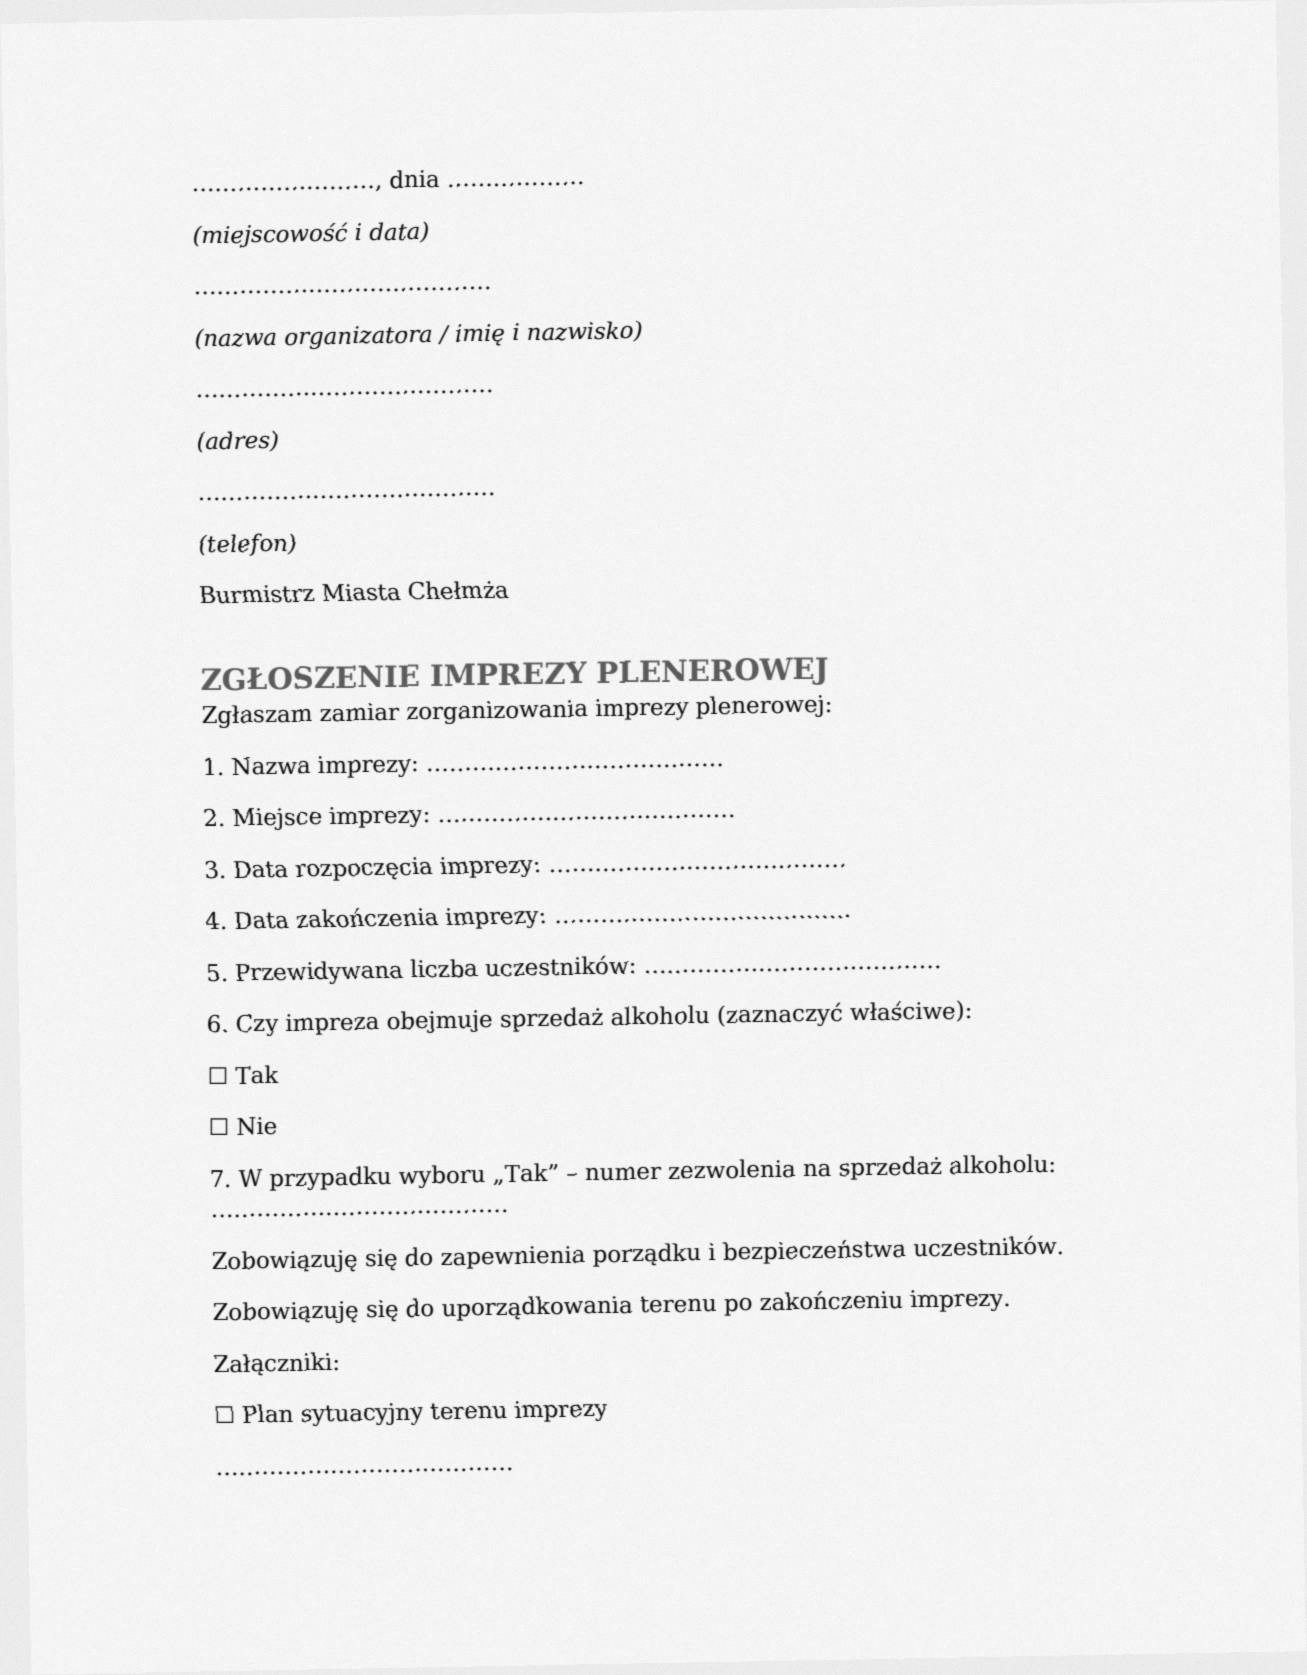 ........................, dnia ..................
(miejscowość i data)
.......................................
(nazwa organizatora / imię i nazwisko)
.......................................
(adres)
.......................................
(telefon)
Burmistrz Miasta Chełmża
ZGŁOSZENIE IMPREZY PLENEROWEJ
Zgłaszam zamiar zorganizowania imprezy plenerowej:
1. Nazwa imprezy: .......................................
2. Miejsce imprezy: .......................................
3. Data rozpoczęcia imprezy: .......................................
4. Data zakończenia imprezy: .......................................
5. Przewidywana liczba uczestników: .......................................
6. Czy impreza obejmuje sprzedaż alkoholu (zaznaczyć właściwe):
☐ Tak
☐ Nie
7. W przypadku wyboru „Tak” – numer zezwolenia na sprzedaż alkoholu:
.......................................
Zobowiązuję się do zapewnienia porządku i bezpieczeństwa uczestników.
Zobowiązuję się do uporządkowania terenu po zakończeniu imprezy.
Załączniki:
☐ Plan sytuacyjny terenu imprezy
.......................................